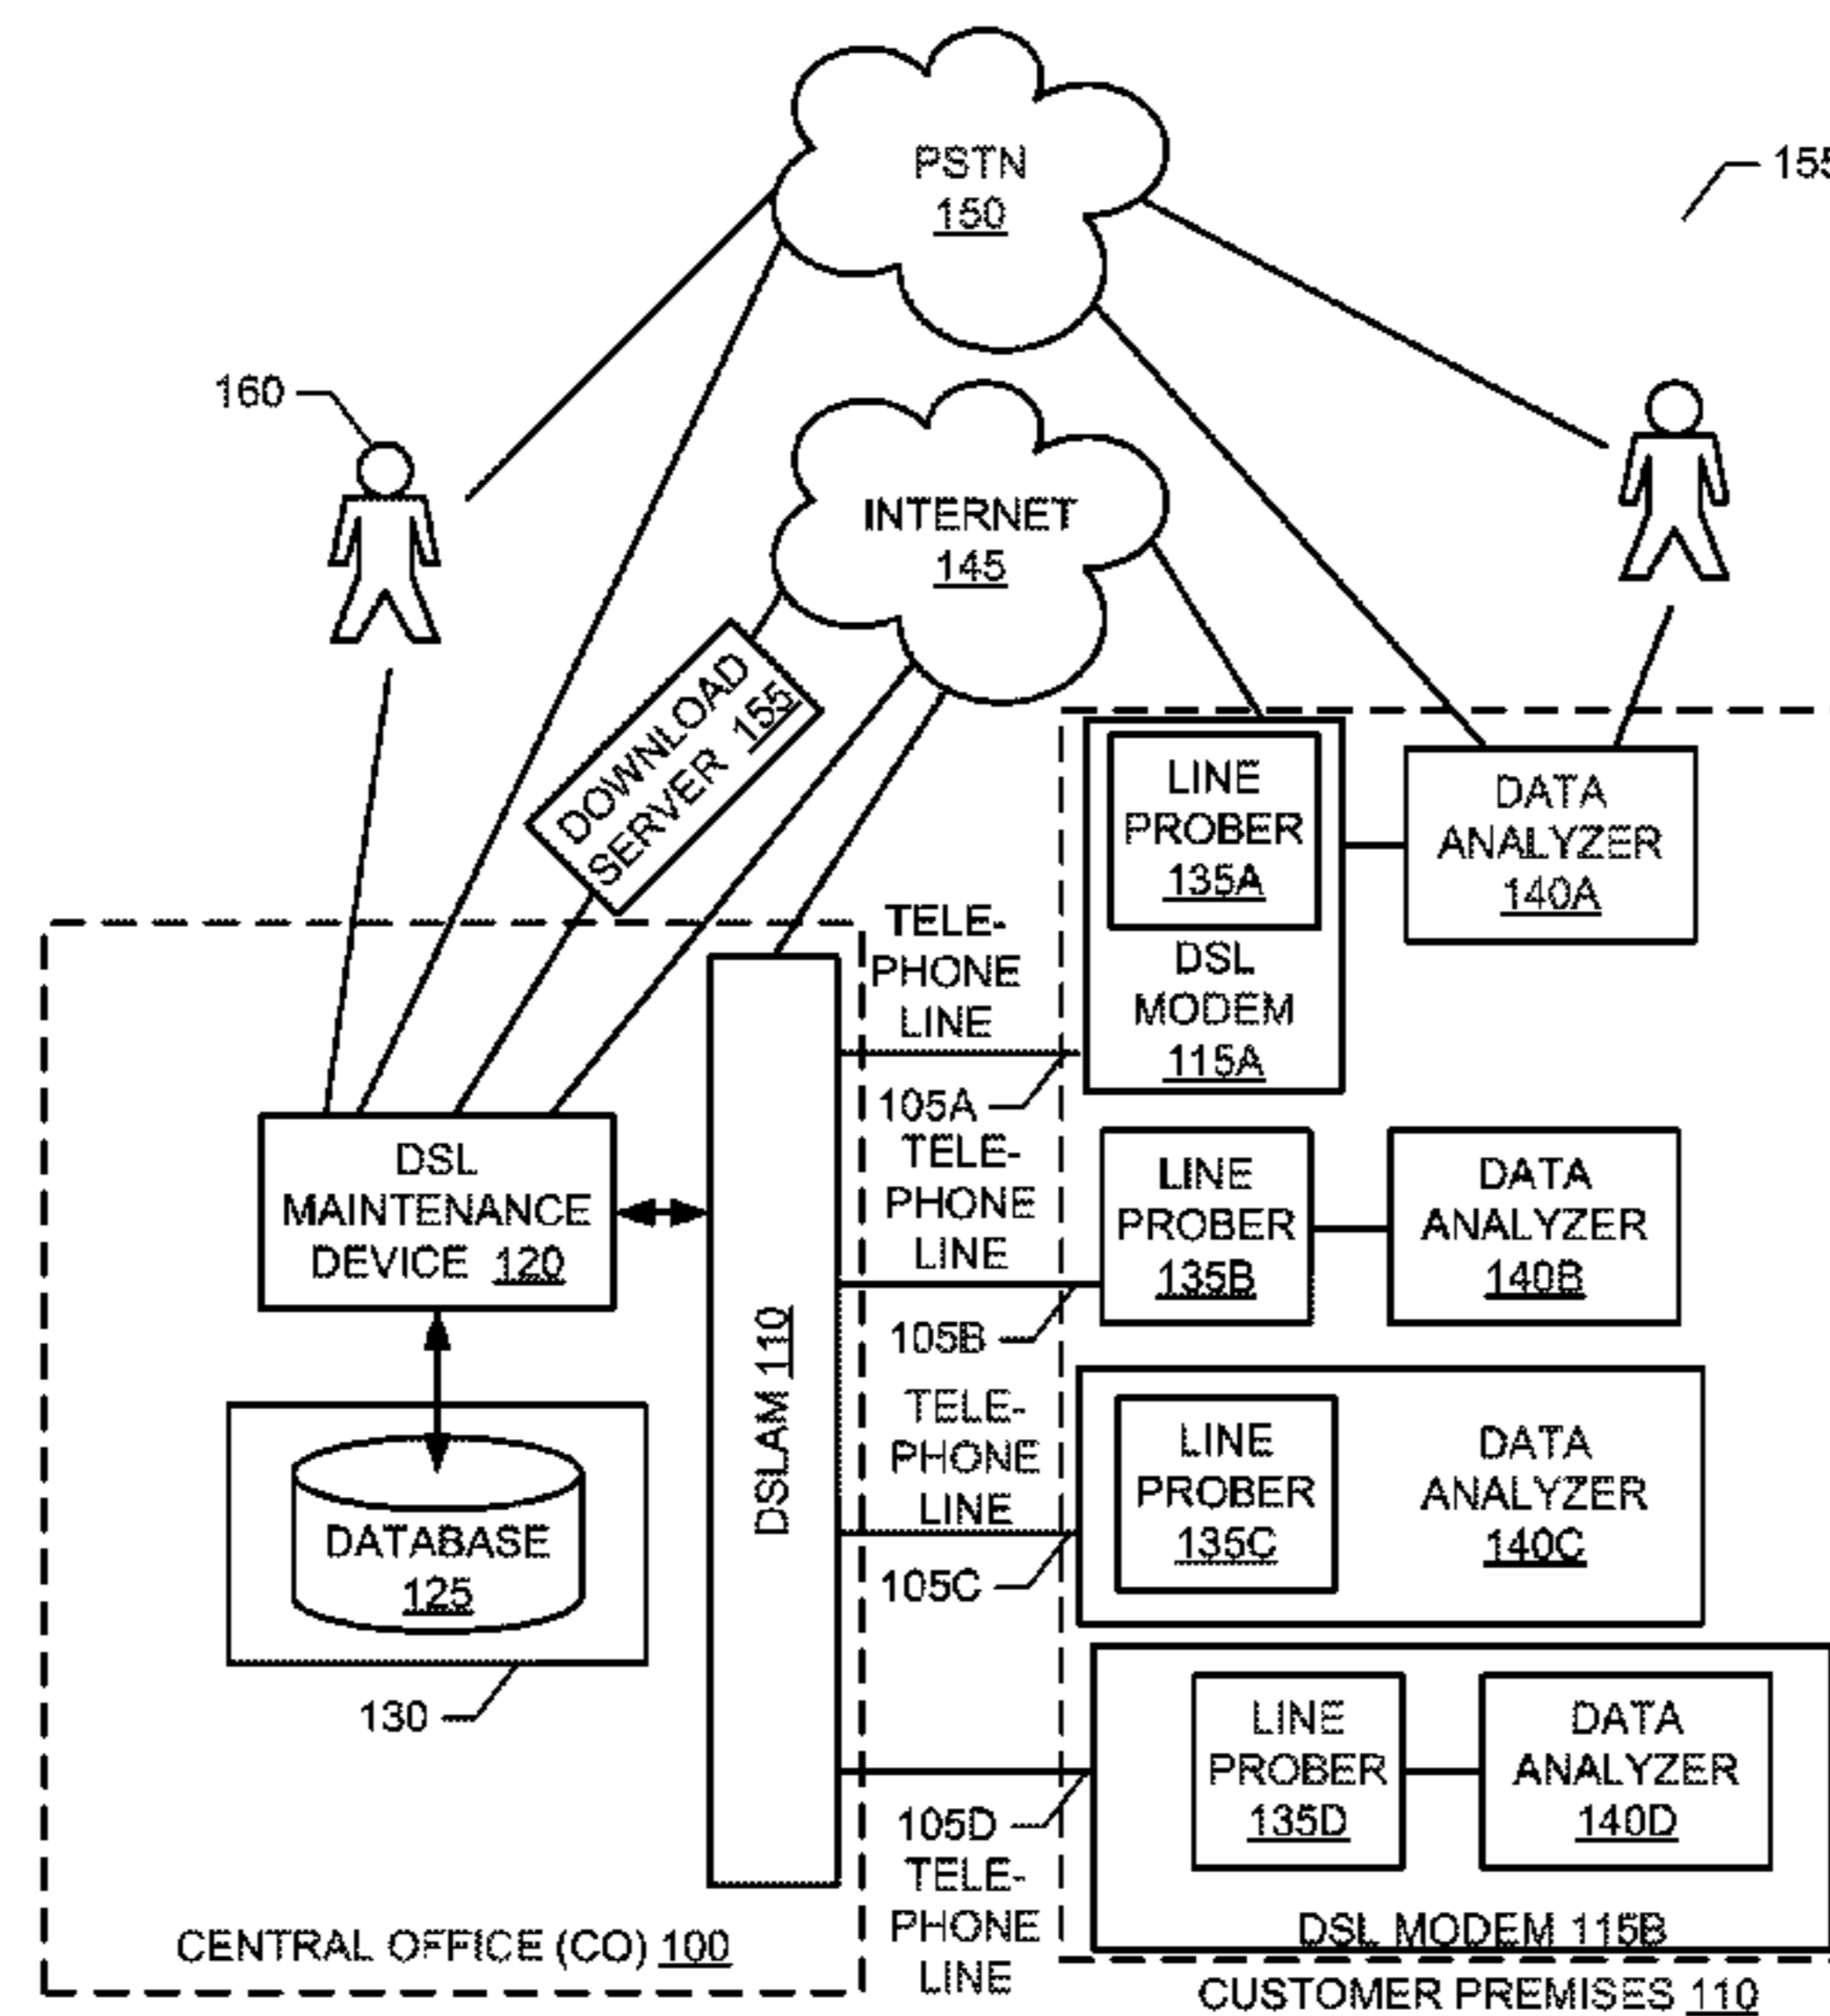 PSTN
150
155
160
INTERNET
145
DOWNLOAD
SERVER 155
LINE
PROBER
135A
DSL
MODEM
115A
DATA
ANALYZER
140A
TELE-
PHONE
LINE
105A
TELE-
PHONE
LINE
105B
LINE
PROBER
135B
DATA
ANALYZER
140B
DSL
MAINTENANCE
DEVICE 120
DSLAM 110
DATABASE
125
130
TELE-
PHONE
LINE
105C
LINE
PROBER
135C
DATA
ANALYZER
140C
105D
TELE-
PHONE
LINE
LINE
PROBER
135D
DATA
ANALYZER
140D
DSL MODEM 115B
CENTRAL OFFICE (CO) 100
CUSTOMER PREMISES 110